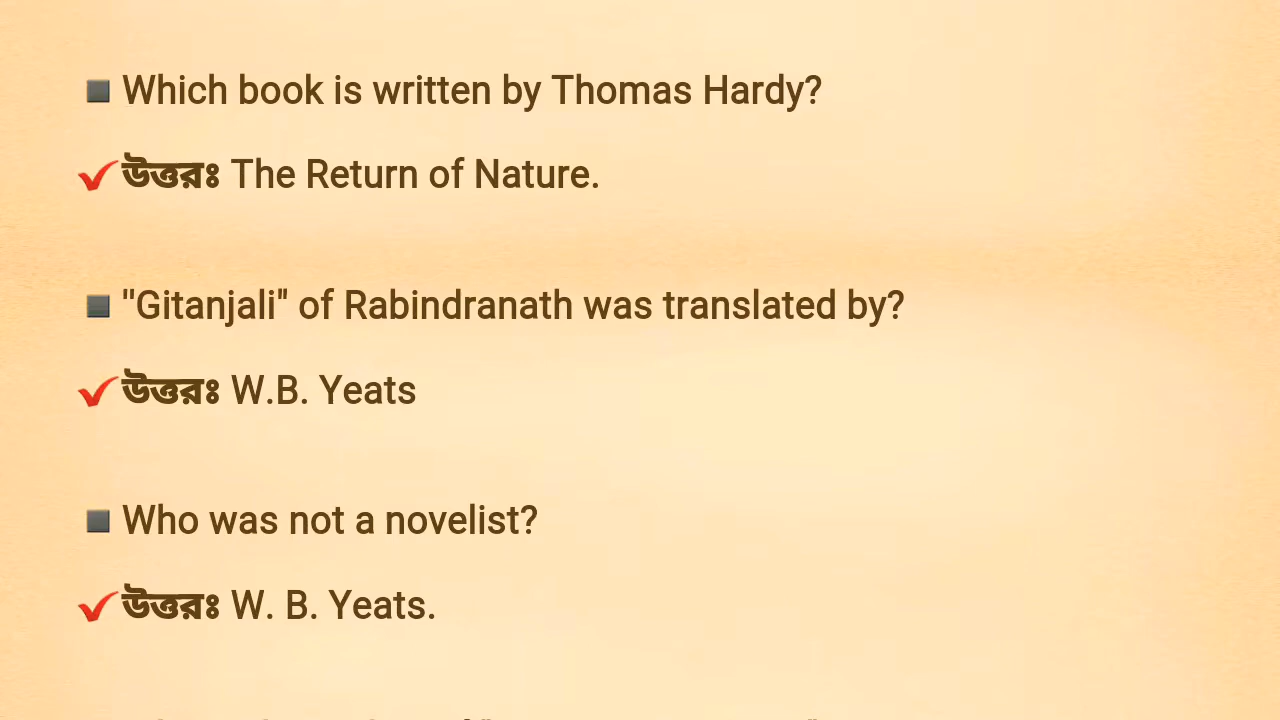 Which book is written by Thomas Hardy?
উত্তরঃ The Return of Nature.
"Gitanjali" of Rabindranath was translated by?
উত্তরঃ W.B. Yeats
Who was not a novelist?
উত্তরঃ W. B. Yeats.